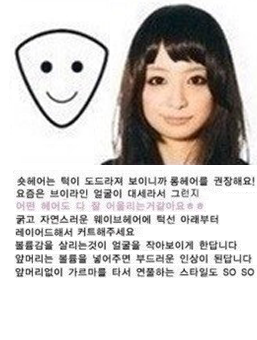 숏헤어는 턱이 도드라져 보이니까 롱헤어를 권장해요!
요즘은 브이라인 얼굴이 대세라서 그런지
어떤 헤어도 다 잘 어울리는거같아요ㅎㅎ
굵고 자연스러운 웨이브헤어에 턱선 아래부터
레이어드해서 커트해주세요
볼륨감을 살리는것이 얼굴을 작아보이게 한답니다
앞머리는 볼륨을 넣어주면 부드러운 인상이 된답니다
앞머리없이 가르마를 타서 연출하는 스타일도 SO SO